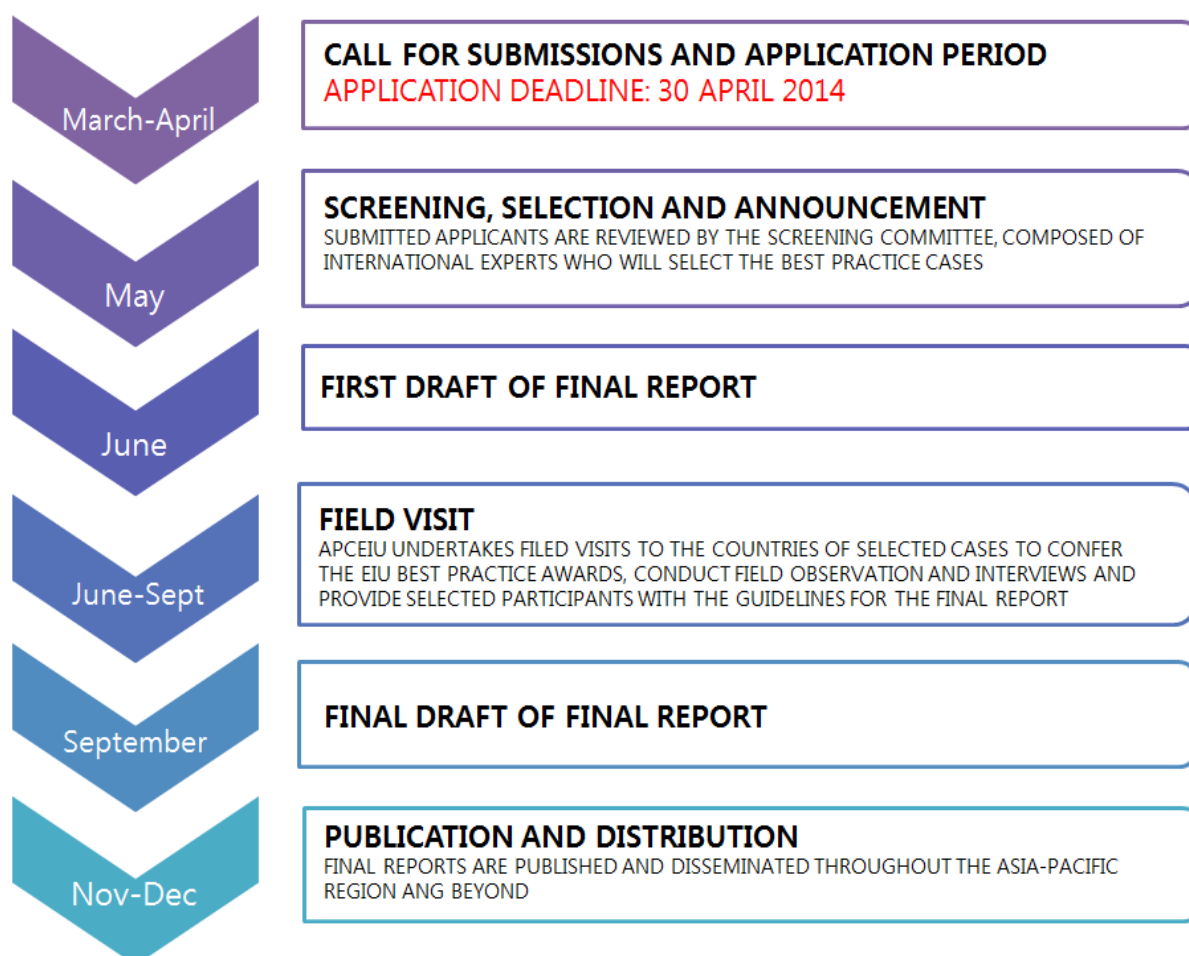 March-April
CALL FOR SUBMISSIONS AND APPLICATION PERIOD
APPLICATION DEADLINE: 30 APRIL 2014
May
SCREENING, SELECTION AND ANNOUNCEMENT
SUBMITTED APPLICANTS ARE REVIEWED BY THE SCREENING COMMITTEE, COMPOSED OF
INTERNATIONAL EXPERTS WHO WILL SELECT THE BEST PRACTICE CASES
June
FIRST DRAFT OF FINAL REPORT
June-Sept
FIELD VISIT
APCEIU UNDERTAKES FILED VISITS TO THE COUNTRIES OF SELECTED CASES TO CONFER
THE EIU BEST PRACTICE AWARDS, CONDUCT FIELD OBSERVATION AND INTERVIEWS AND
PROVIDE SELECTED PARTICIPANTS WITH THE GUIDELINES FOR THE FINAL REPORT
September
FINAL DRAFT OF FINAL REPORT
Nov-Dec
PUBLICATION AND DISTRIBUTION
FINAL REPORTS ARE PUBLISHED AND DISSEMINATED THROUGHOUT THE ASIA-PACIFIC
REGION ANG BEYOND